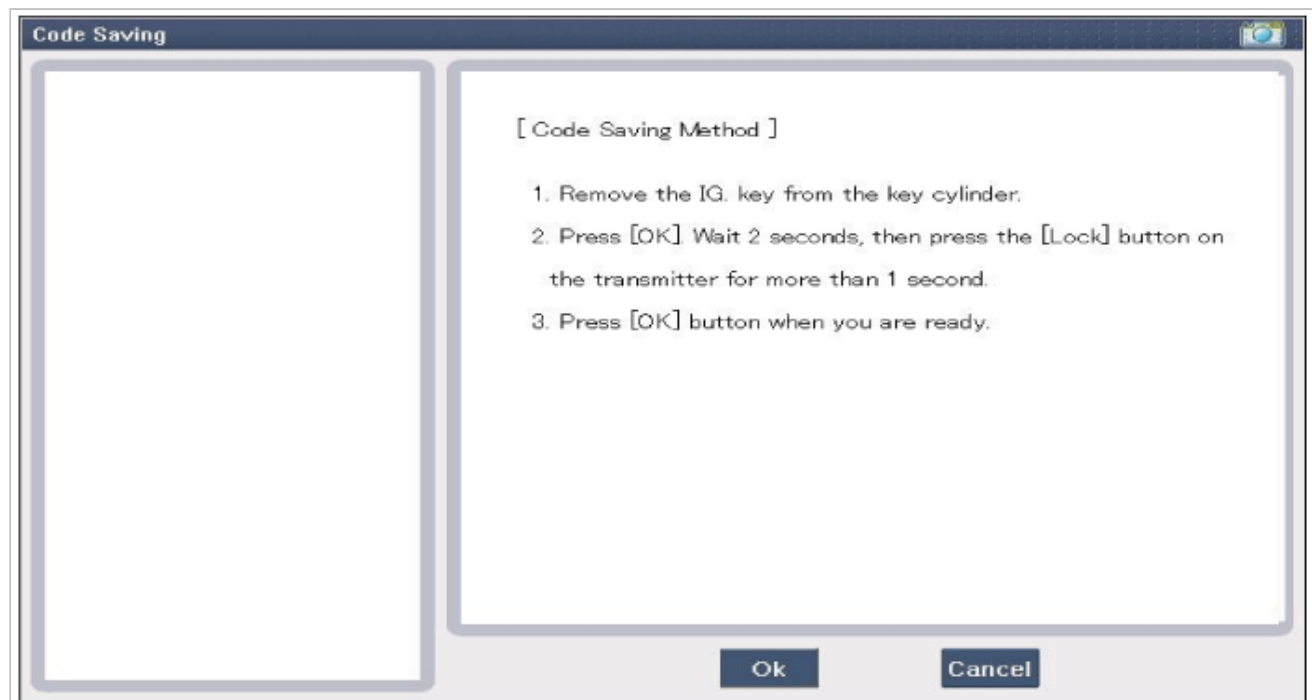 Code Saving
[ Code Saving Method ]
1. Remove the IG. key from the key cylinder.
2. Press [OK]. Wait 2 seconds, then press the [Lock] button on
the transmitter for more than 1 second.
3. Press [OK] button when you are ready.
Ok
Cancel